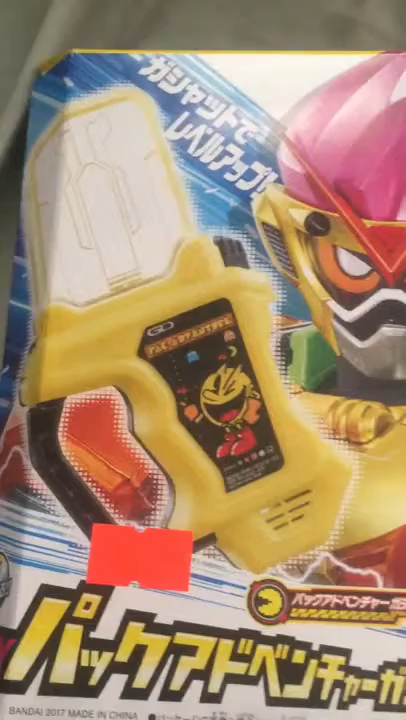 ガシャットで
レベルアップ!!
PAC ADVENTURE
パックアドベンチャー
パックアドベンチャーガ
BANDAI 2017 MADE IN CHINA